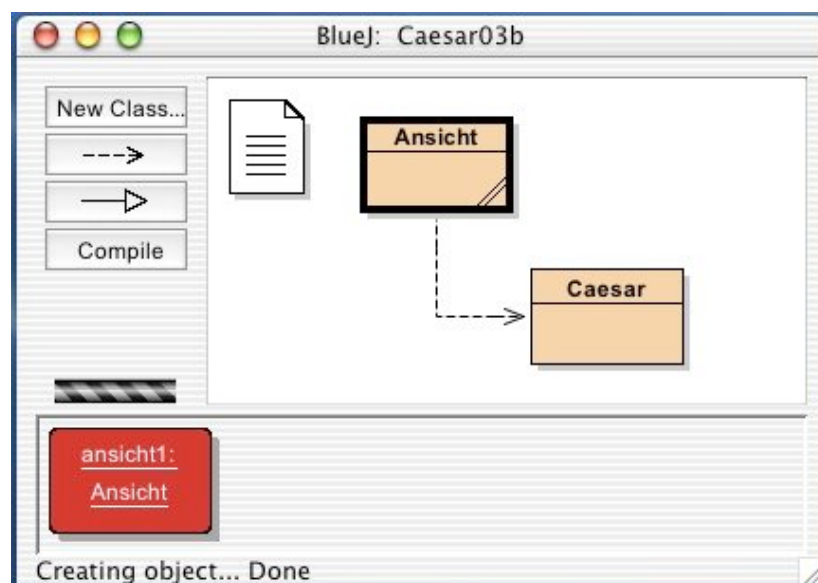 BlueJ: Caesar03b
New Class...
Compile
Ansicht
Caesar
ansicht1:
Ansicht
Creating object... Done